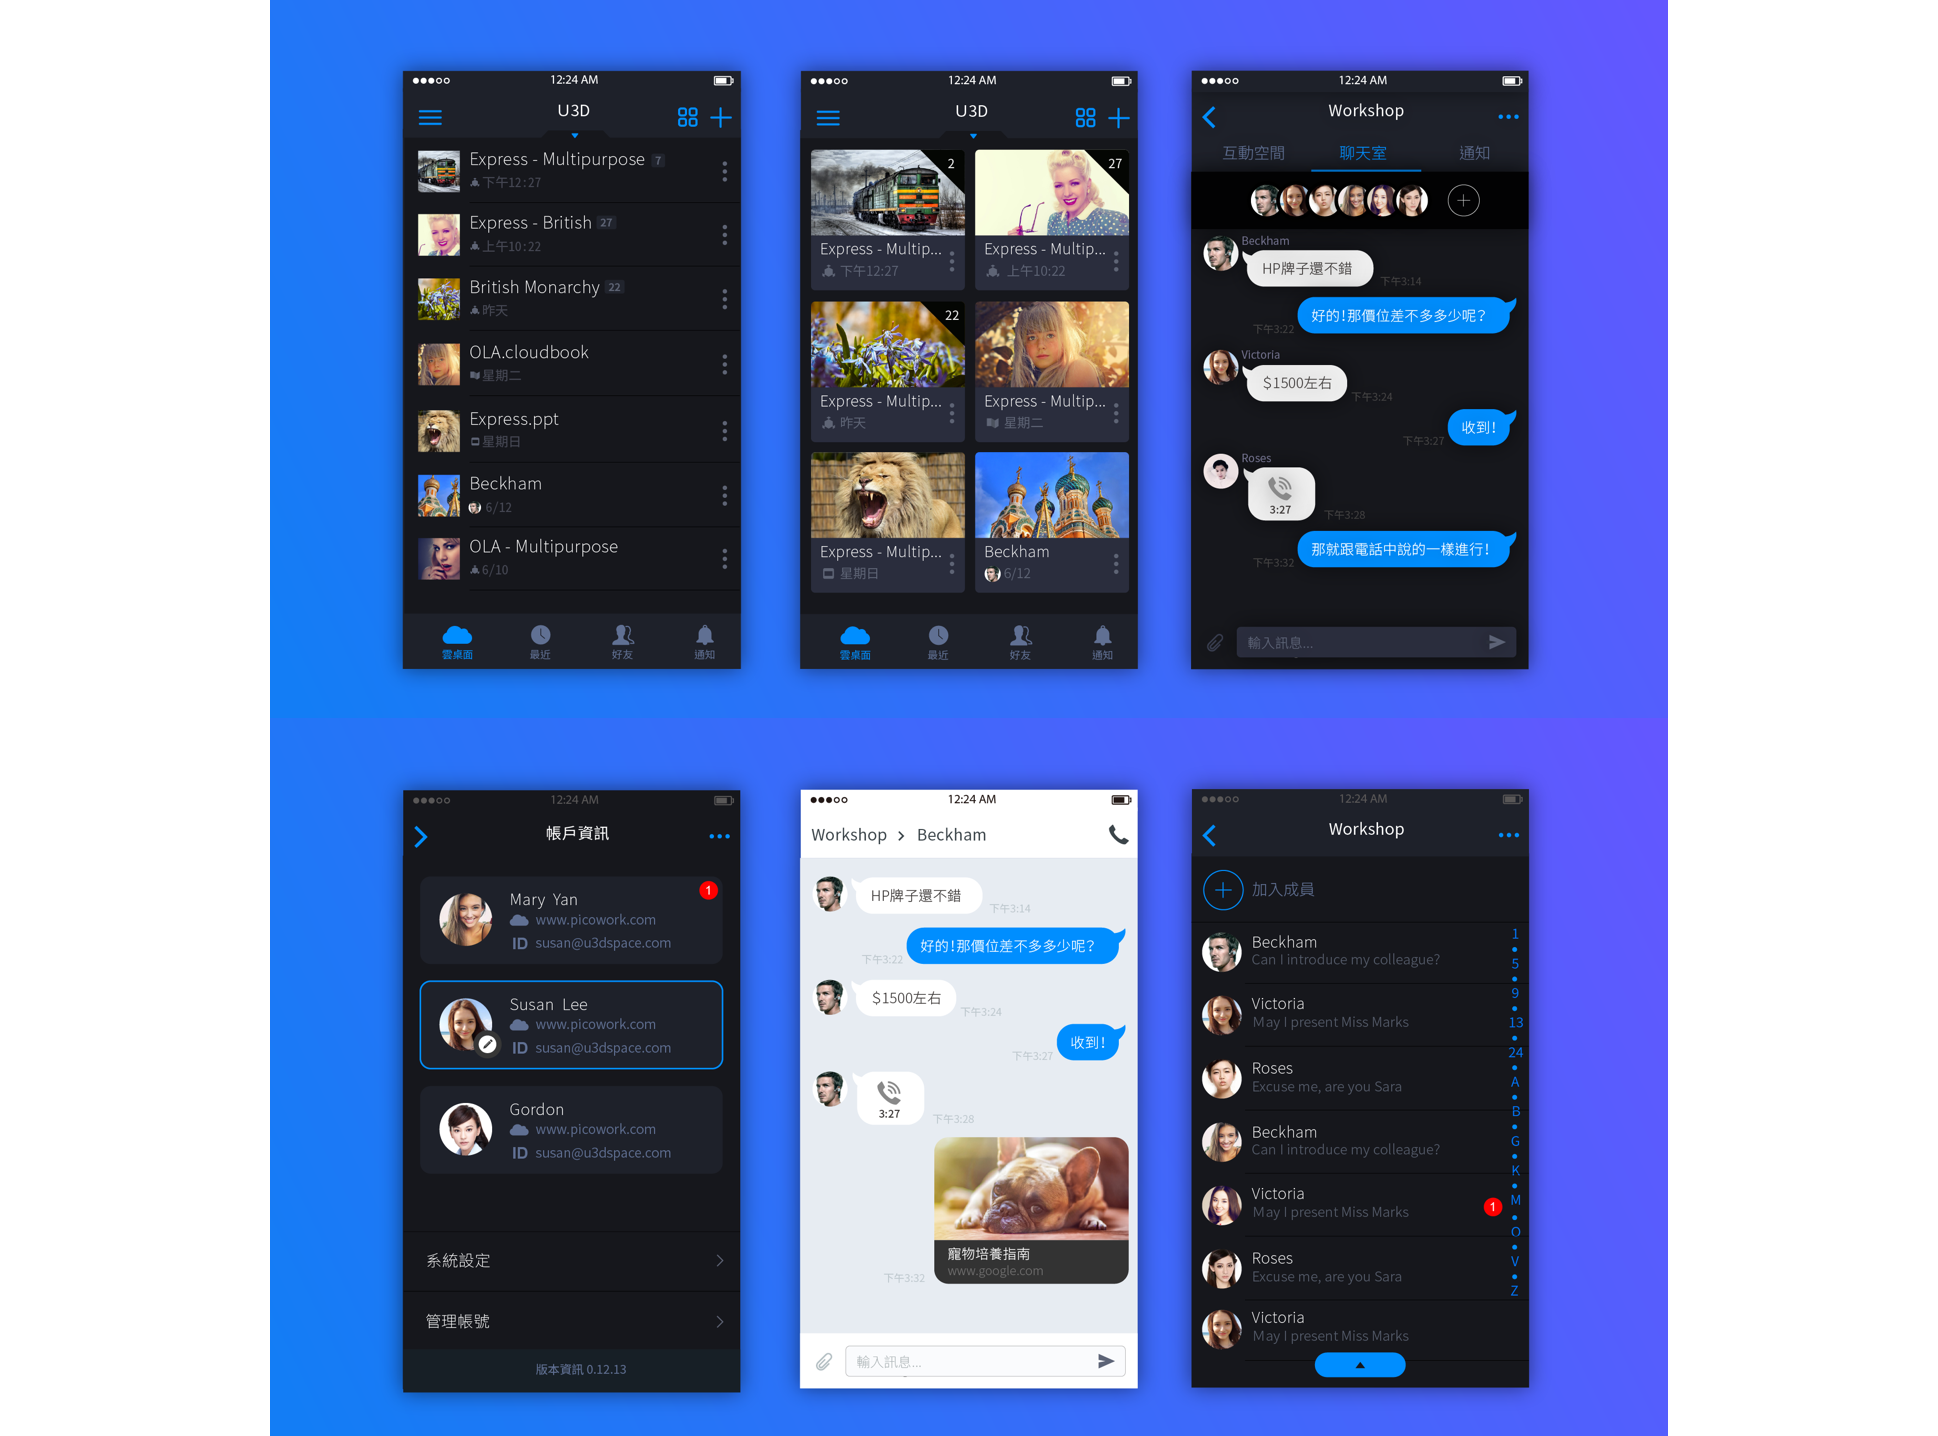 12:24 AM
U3D
Express - Multipurpose 7
下午12:27
Express - British 27
上午10:22
British Monarchy 22
昨天
OLA.cloudbook
星期二
Express.ppt
星期日
Beckham
6/12
OLA - Multipurpose
6/10
雲桌面 最近 好友 通知
12:24 AM
U3D
2 27
Express - Multip... Express - Multip...
下午12:27 上午10:22
22
Express - Multip... Express - Multip...
昨天 星期二
Express - Multip... Beckham
星期日 6/12
雲桌面 最近 好友 通知
12:24 AM
Workshop
互動空間 聊天室 通知
Beckham
HP牌子還不錯
下午3:14
好的!那價位差不多多少呢?
下午3:22
Victoria
$1500左右
下午3:24
收到!
下午3:27
Roses
3:27
下午3:28
那就跟電話中說的一樣進行!
下午3:32
輸入訊息...
12:24 AM
帳戶資訊
Mary Yan 1
www.picowork.com
ID susan@u3dspace.com
Susan Lee
www.picowork.com
ID susan@u3dspace.com
Gordon
www.picowork.com
ID susan@u3dspace.com
系統設定
管理帳號
版本資訊 0.12.13
12:24 AM
Workshop > Beckham
HP牌子還不錯
下午3:14
好的!那價位差不多多少呢?
下午3:22
$1500左右
下午3:24
收到!
下午3:27
3:27
下午3:28
寵物培養指南
www.google.com
下午3:32
輸入訊息...
12:24 AM
Workshop
加入成員
Beckham
Can I introduce my colleague?
Victoria
May I present Miss Marks
Roses
Excuse me, are you Sara
Beckham
Can I introduce my colleague?
Victoria
May I present Miss Marks
1
Roses
Excuse me, are you Sara
Victoria
May I present Miss Marks
1
5
9
13
24
A
B
G
K
M
O
V
Z